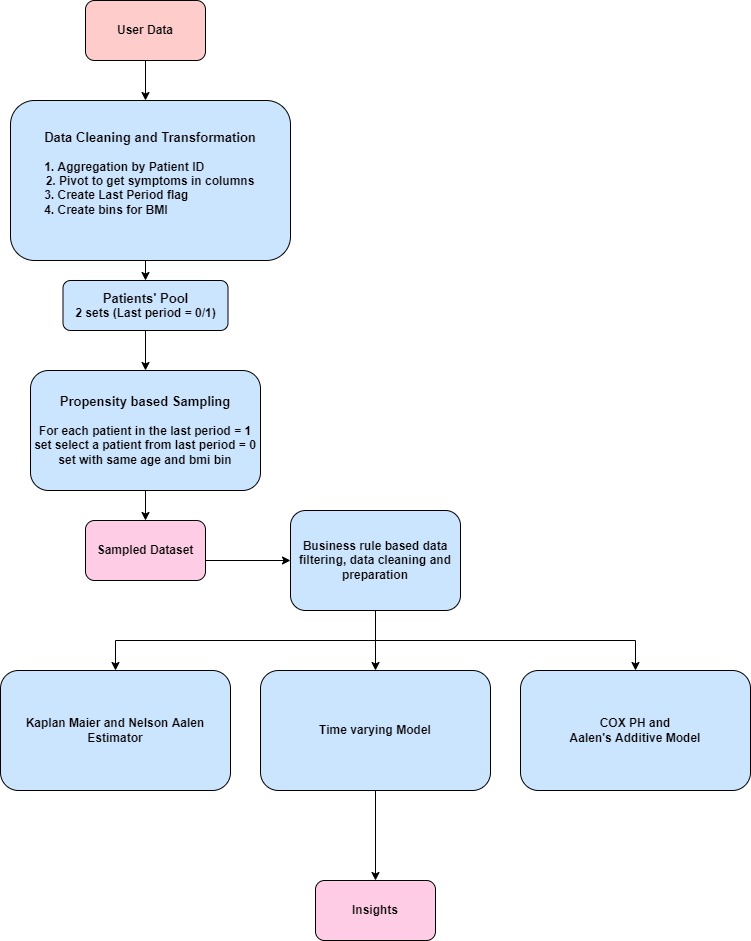 User Data
Data Cleaning and Transformation
1. Aggregation by Patient ID
2. Pivot to get symptoms in columns
3. Create Last Period flag
4. Create bins for BMI
Patients' Pool
2 sets (Last period = 0/1)
Propensity based Sampling
For each patient in the last period = 1
set select a patient from last period = 0
set with same age and bmi bin
Sampled Dataset
Business rule based data
filtering, data cleaning and
preparation
Kaplan Maier and Nelson Aalen
Estimator
Time varying Model
COX PH and
Aalen's Additive Model
Insights